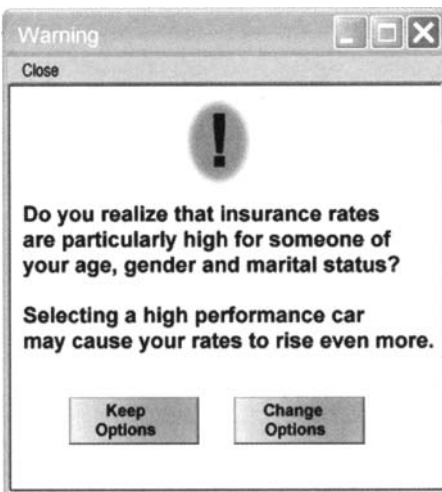 Warning
Close
!
Do you realize that insurance rates
are particularly high for someone of
your age, gender and marital status?
Selecting a high performance car
may cause your rates to rise even more.
Keep
Options
Change
Options